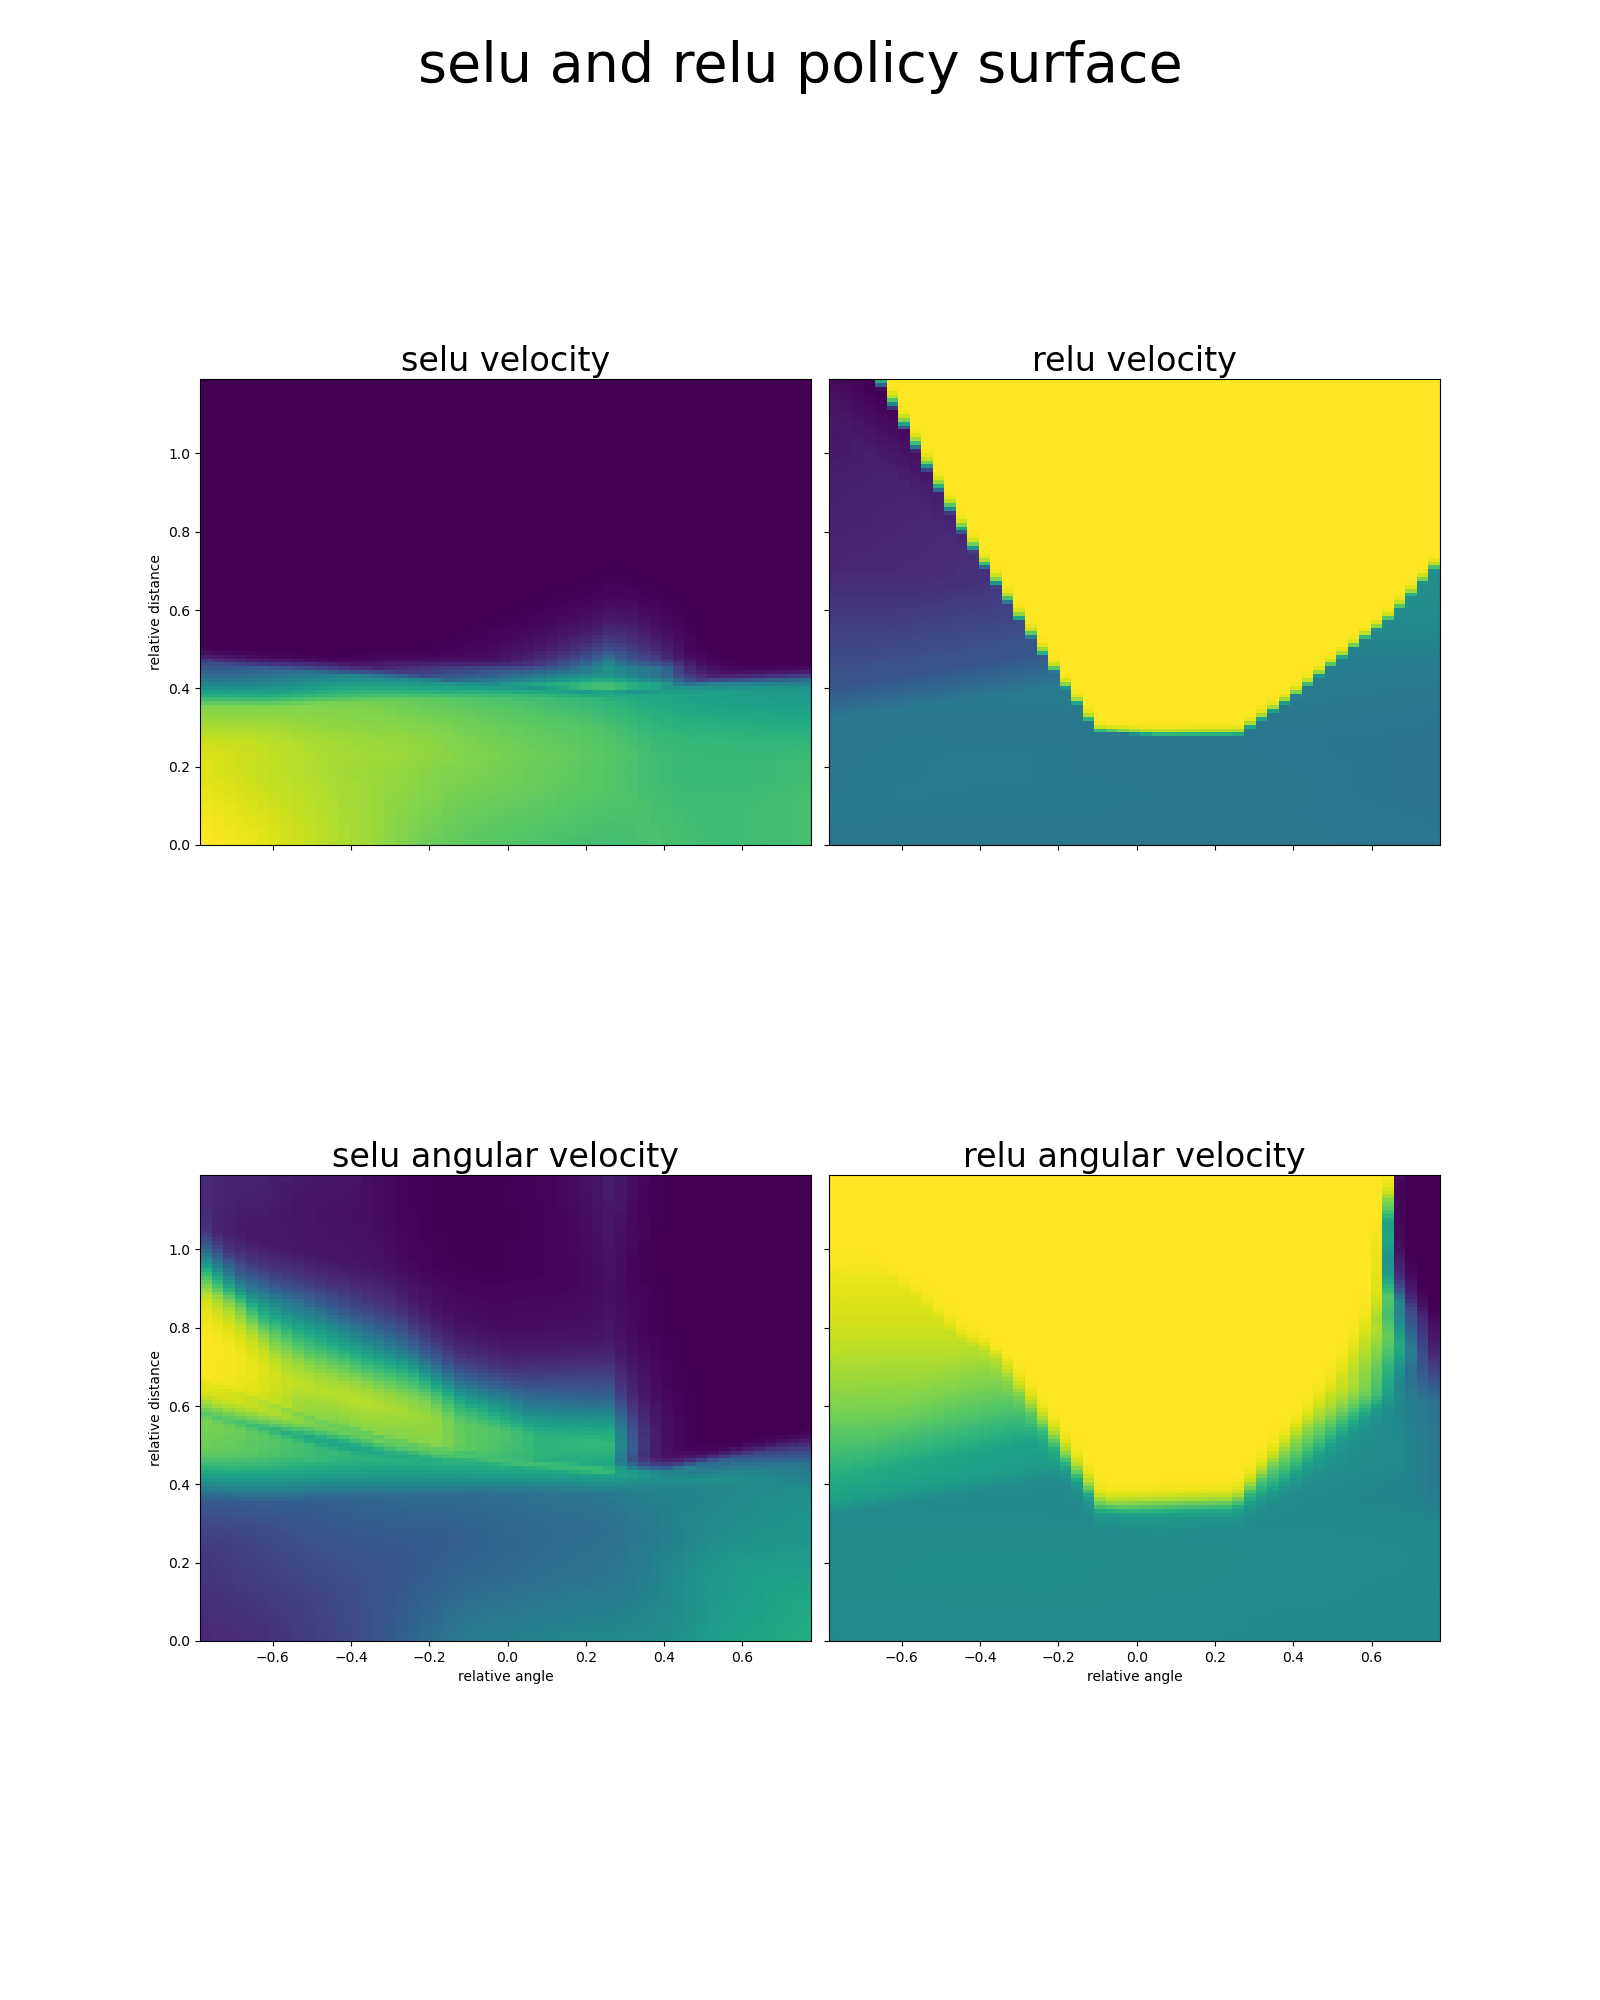 selu and relu policy surface
selu velocity
relu velocity
relative distance
1.0
0.8
0.6
0.4
0.2
0.0
selu angular velocity
relu angular velocity
relative distance
1.0
0.8
0.6
0.4
0.2
0.0
−0.6 −0.4 −0.2 0.0 0.2 0.4 0.6
−0.6 −0.4 −0.2 0.0 0.2 0.4 0.6
relative angle
relative angle